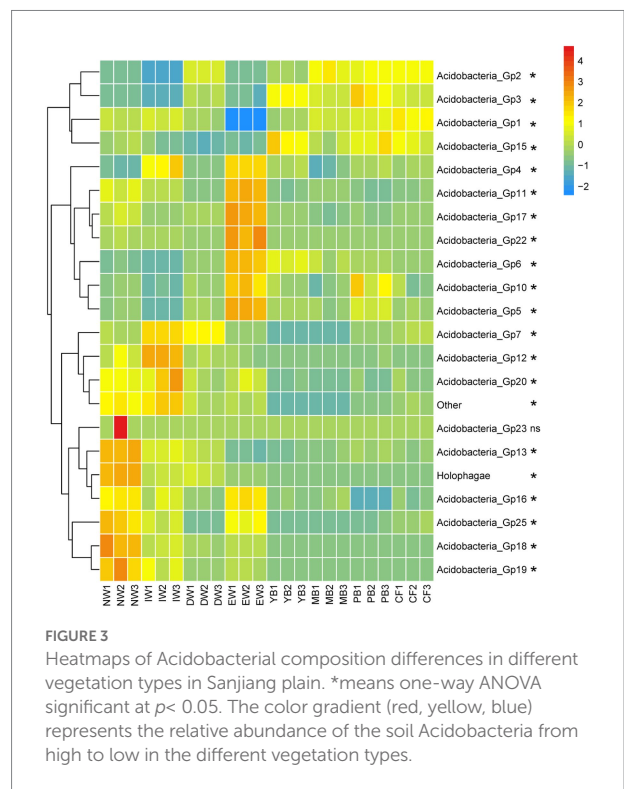 Acidobacteria_Gp2 *
Acidobacteria_Gp3 *
Acidobacteria_Gp1 *
Acidobacteria_Gp15 *
Acidobacteria_Gp4 *
Acidobacteria_Gp11 *
Acidobacteria_Gp17 *
Acidobacteria_Gp22 *
Acidobacteria_Gp6 *
Acidobacteria_Gp10 *
Acidobacteria_Gp5 *
Acidobacteria_Gp7 *
Acidobacteria_Gp12 *
Acidobacteria_Gp20 *
Other *
Acidobacteria_Gp23 ns
Acidobacteria_Gp13 *
Holophagae *
Acidobacteria_Gp16 *
Acidobacteria_Gp25 *
Acidobacteria_Gp18 *
Acidobacteria_Gp19 *
4
3
2
1
0
−1
−2
NW1 NW2 NW3 IW1 IW2 IW3 DW1 DW2 DW3 EW1 EW2 EW3 YB1 YB2 YB3 MB1 MB2 MB3 PB1 PB2 PB3 CF1 CF2 CF3
FIGURE 3
Heatmaps of Acidobacterial composition differences in different
vegetation types in Sanjiang plain. *means one-way ANOVA
significant at p< 0.05. The color gradient (red, yellow, blue)
represents the relative abundance of the soil Acidobacteria from
high to low in the different vegetation types.